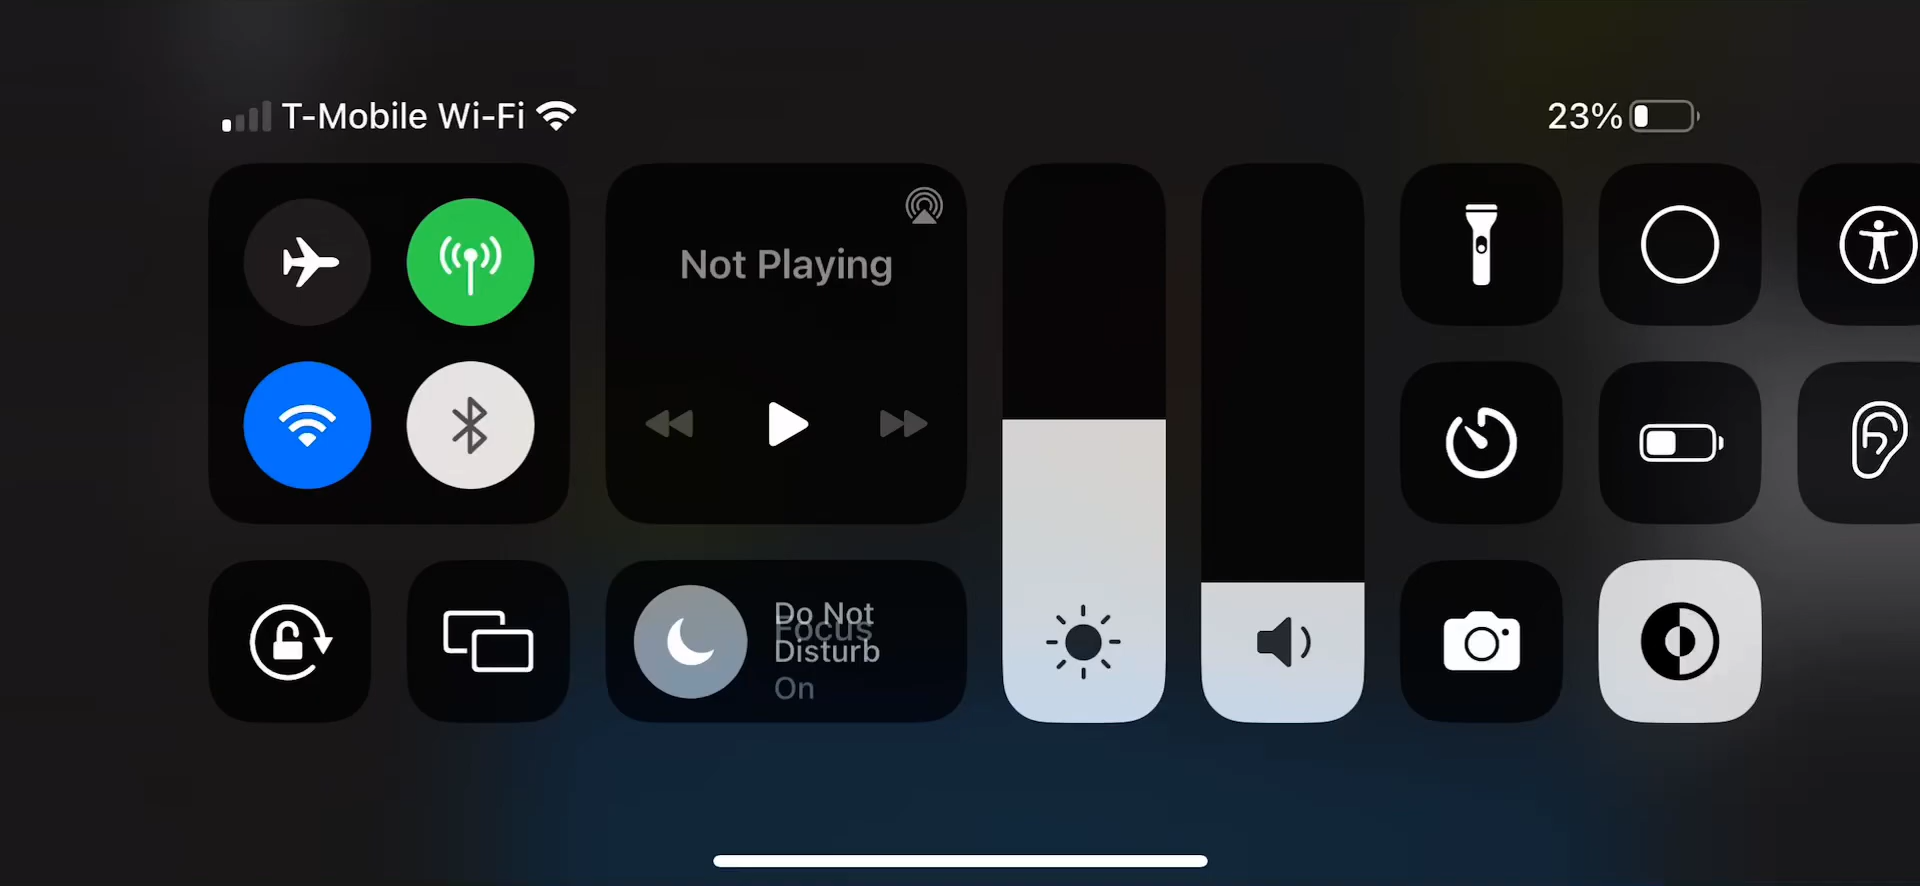 T-Mobile Wi-Fi
23%
Not Playing
Do Not
Focus
Disturb
On